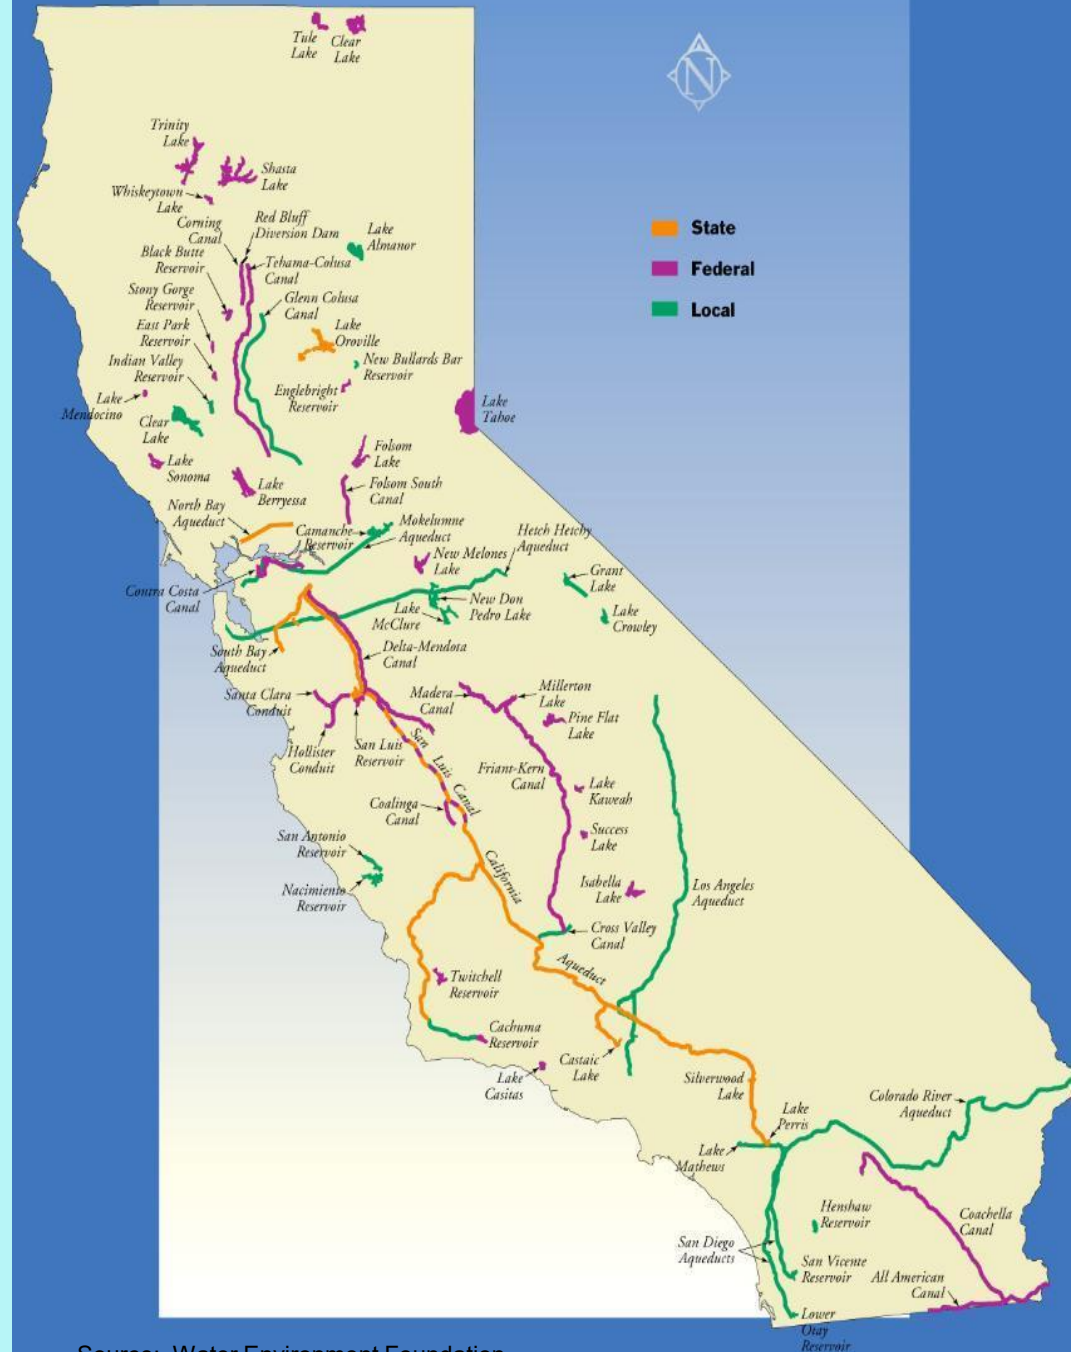 Tule
Lake
Clear
Lake
N
Trinity
Lake
Shasta
Lake
Whiskeytown
Lake
Corning
Canal
Red Bluff
Diversion Dam
Lake
Almanor
Black Butte
Reservoir
Tehama-Colusa
Canal
Stony Gorge
Reservoir
Glenn Colusa
Canal
East Park
Reservoir
Lake
Oroville
Indian Valley
Reservoir
New Bullards Bar
Reservoir
Englebright
Reservoir
Lake
Mendocino
Lake
Tahoe
Clear
Lake
State
Federal
Local
Lake
Sonoma
Folsom
Lake
Lake
Berryessa
Folsom South
Canal
North Bay
Aqueduct
Camanche
Reservoir
Mokelumne
Aqueduct
Hetch Hetchy
Aqueduct
New Melones
Lake
Grant
Lake
Contra Costa
Canal
New Don
Pedro Lake
Lake
McClure
Lake
Crowley
South Bay
Aqueduct
Delta-Mendota
Canal
Santa Clara
Conduit
Madera
Canal
Millerton
Lake
Pine Flat
Lake
Hollister
Conduit
San Luis
Reservoir
San Luis Canal
Friant-Kern
Canal
Lake
Kaweah
Coalinga
Canal
Success
Lake
San Antonio
Reservoir
Nacimiento
Reservoir
California Aqueduct
Isabella
Lake
Los Angeles
Aqueduct
Cross Valley
Canal
Twitchell
Reservoir
Cachuma
Reservoir
Castaic
Lake
Lake
Casitas
Silverwood
Lake
Lake
Perris
Colorado River
Aqueduct
Lake
Mathews
Henshaw
Reservoir
Coachella
Canal
San Diego
Aqueducts
San Vicente
Reservoir
All American
Canal
Lower
Otay
Reservoir
Source: Water Environment Foundation